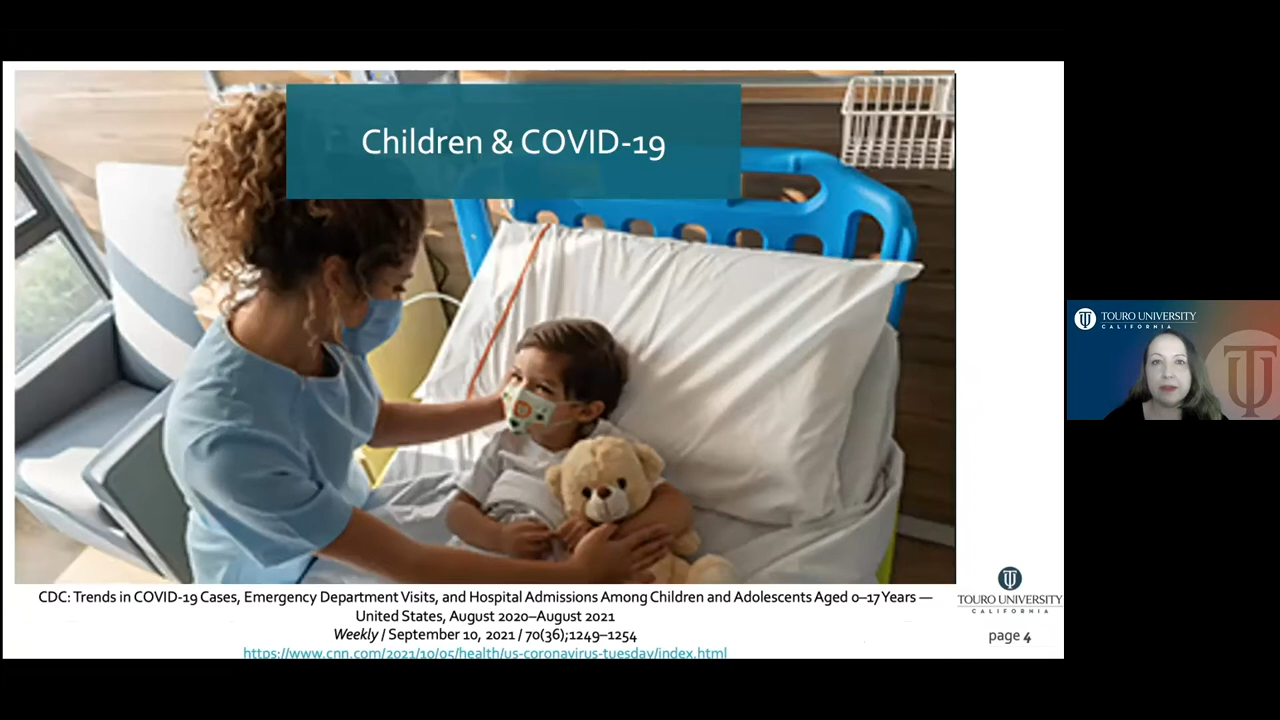 Children & COVID-19
CDC: Trends in COVID-19 Cases, Emergency Department Visits, and Hospital Admissions Among Children and Adolescents Aged 0–17 Years —
United States, August 2020–August 2021
Weekly / September 10, 2021 / 70(36);1249–1254
https://www.cnn.com/2021/10/05/health/us-coronavirus-tuesday/index.html
TOURO UNIVERSITY
CALIFORNIA
page 4
TOURO UNIVERSITY
CALIFORNIA